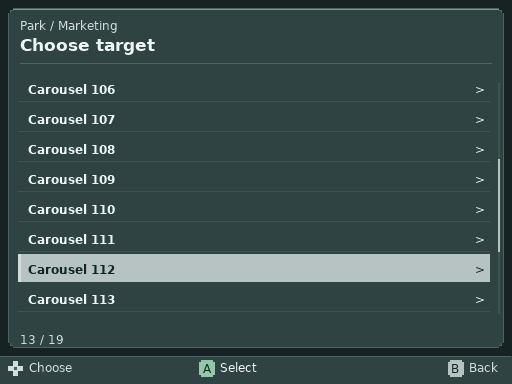 Park / Marketing
Choose target
Carousel 106 >
Carousel 107 >
Carousel 108 >
Carousel 109 >
Carousel 110 >
Carousel 111 >
Carousel 112 >
Carousel 113 >
13 / 19
Choose
A Select
B Back